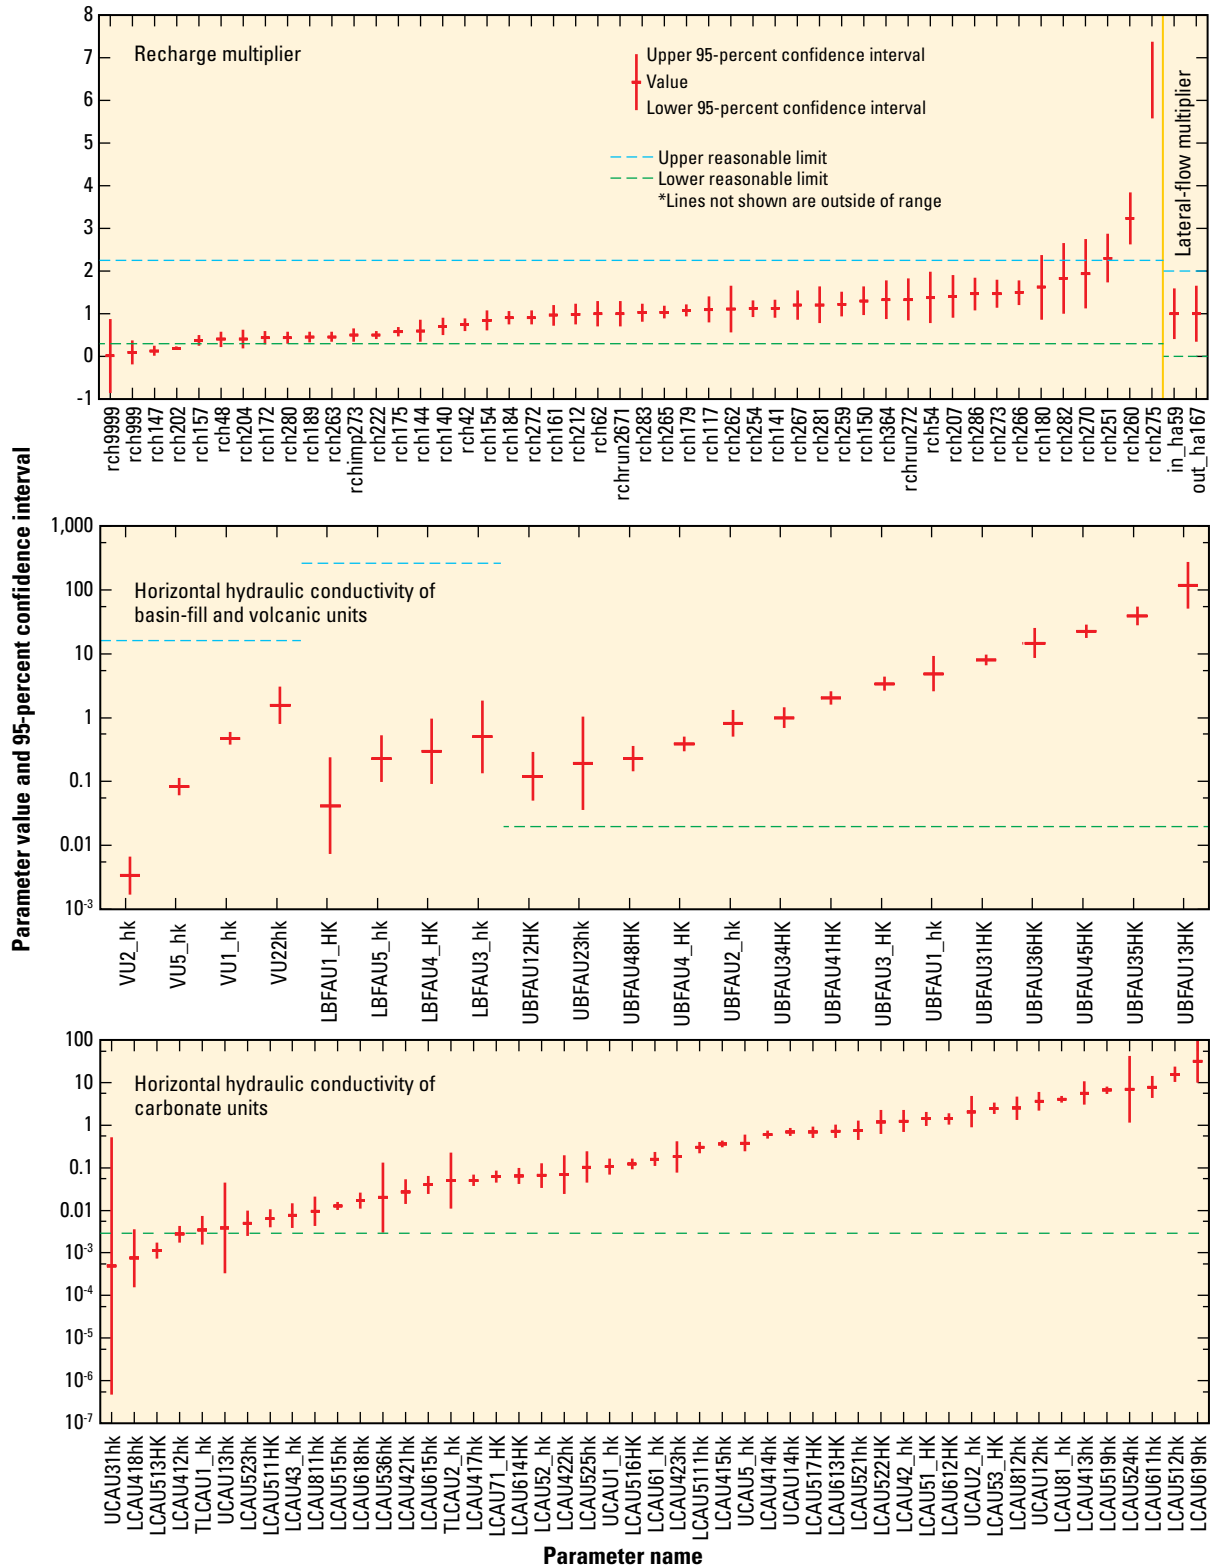 Parameter value and 95-percent confidence interval
8
7
6
5
4
3
2
1
0
-1
Recharge multiplier
Upper 95-percent confidence interval
Value
Lower 95-percent confidence interval
Upper reasonable limit
Lower reasonable limit
*Lines not shown are outside of range
Lateral-flow multiplier
rch9999
rch999
rch147
rch202
rch157
rch48
rch204
rch172
rch280
rch189
rch263
rchimp273
rch222
rch175
rch144
rch140
rch42
rch154
rch184
rch272
rch161
rch212
rch62
rchrun2671
rch283
rch265
rch179
rch117
rch262
rch254
rch141
rch267
rch281
rch259
rch150
rch364
rchrun272
rch54
rch207
rch286
rch273
rch266
rch180
rch282
rch270
rch251
rch260
rch275
in_ha59
out_ha167
1,000
100
10
1
0.1
0.01
10-3
Horizontal hydraulic conductivity of
basin-fill and volcanic units
VU2_hk
VU5_hk
VU1_hk
VU22hk
LBFAU1_HK
LBFAU5_hk
LBFAU4_HK
LBFAU3_hk
UBFAU12HK
UBFAU23hk
UBFAU48HK
UBFAU4_HK
UBFAU2_hk
UBFAU34HK
UBFAU41HK
UBFAU3_HK
UBFAU1_hk
UBFAU31HK
UBFAU36HK
UBFAU45HK
UBFAU35HK
UBFAU13HK
100
10
1
0.1
0.01
10-3
10-4
10-5
10-6
10-7
Horizontal hydraulic conductivity of
carbonate units
UCAU31hk
LCAU418hk
LCAU513HK
LCAU412hk
TLCAU1_hk
UCAU13hk
LCAU523hk
LCAU511HK
LCAU43_hk
LCAU811hk
LCAU515hk
LCAU618hk
LCAU536hk
LCAU421hk
LCAU615hk
TLCAU2_hk
LCAU417hk
LCAU71_HK
LCAU614HK
LCAU52_hk
LCAU422hk
LCAU525hk
UCAU1_hk
LCAU516HK
LCAU61_hk
LCAU423hk
LCAU5111hk
LCAU415hk
UCAU5_hk
LCAU414hk
UCAU14hk
LCAU517HK
LCAU613HK
LCAU521hk
LCAU522HK
LCAU42_hk
LCAU51_HK
LCAU612HK
UCAU2_hk
LCAU53_HK
LCAU812hk
UCAU12hk
LCAU81_hk
LCAU413hk
LCAU519hk
LCAU524hk
LCAU611hk
LCAU512hk
LCAU619hk
Parameter name